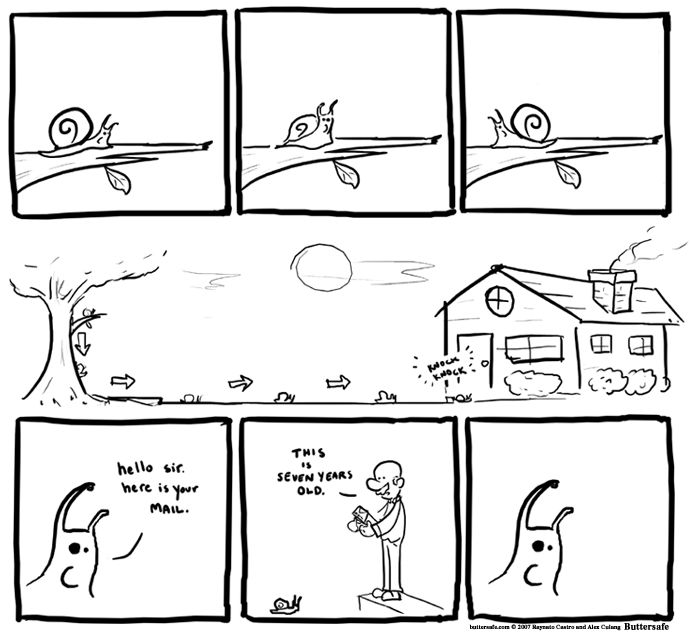 KNOCK
KNOCK
hello sir.
here is your
MAIL.
THIS
IS
SEVEN YEARS
OLD.
buttersafe.com © 2007 Raynato Castro and Alex Culang Buttersafe